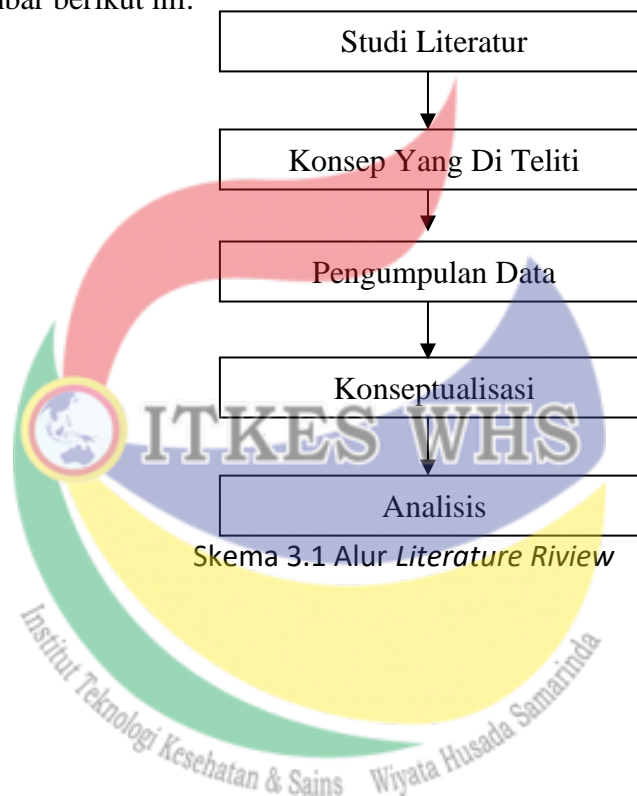 bar berikut ini:
Studi Literatur
Konsep Yang Di Teliti
Pengumpulan Data
Konseptualisasi
ITKES WHS
Analisis
Skema 3.1 Alur Literature Riview
Institut Teknologi Kesehatan & Sains Wiyata Husada Samarinda